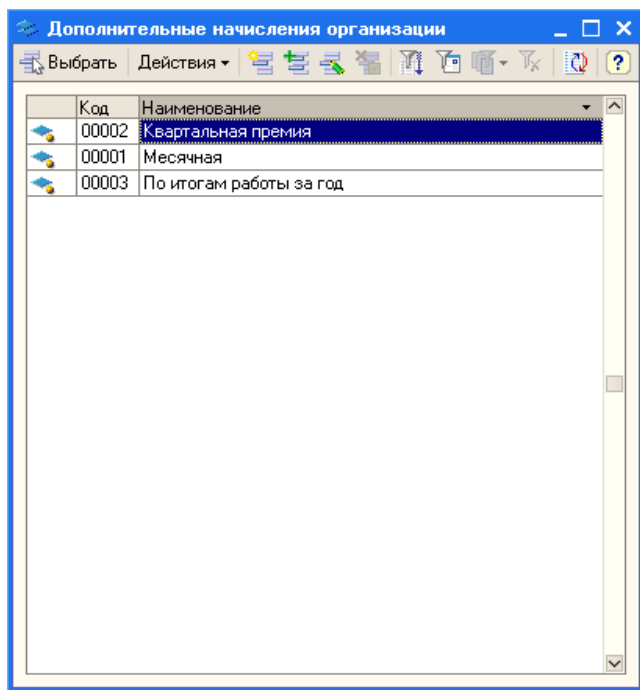 Дополнительные начисления организации
Выбрать Действия
Код Наименование
00002 Квартальная премия
00001 Месячная
00003 По итогам работы за год